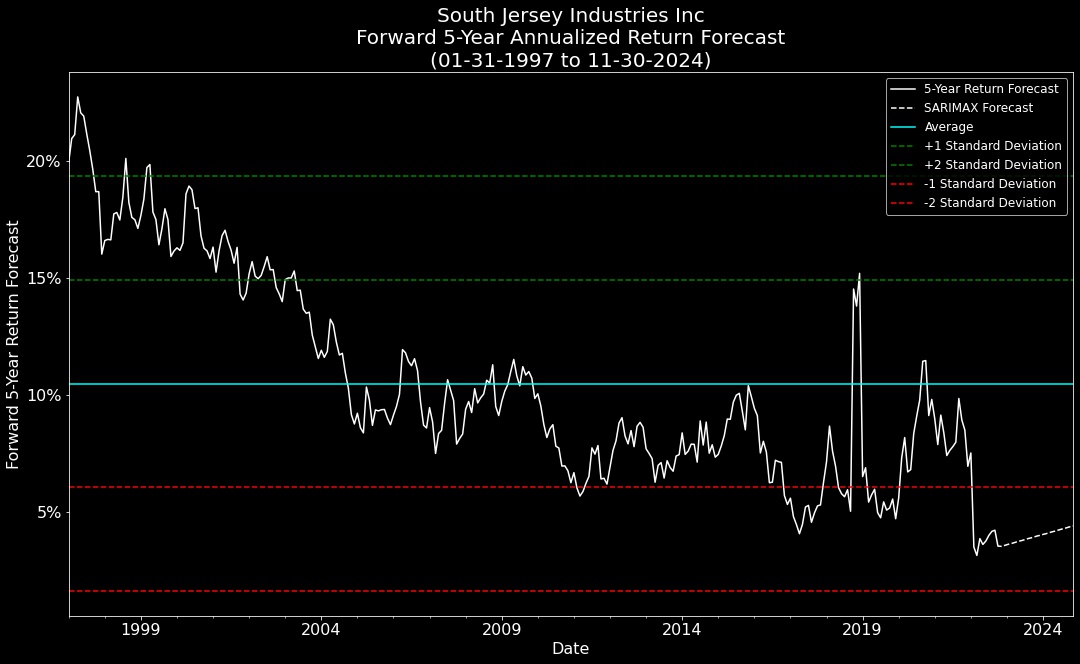 South Jersey Industries Inc
Forward 5-Year Annualized Return Forecast
(01-31-1997 to 11-30-2024)
5-Year Return Forecast
SARIMAX Forecast
Average
+1 Standard Deviation
+2 Standard Deviation
-1 Standard Deviation
-2 Standard Deviation
Forward 5-Year Return Forecast
20%
15%
10%
5%
1999
2004
2009
2014
2019
2024
Date